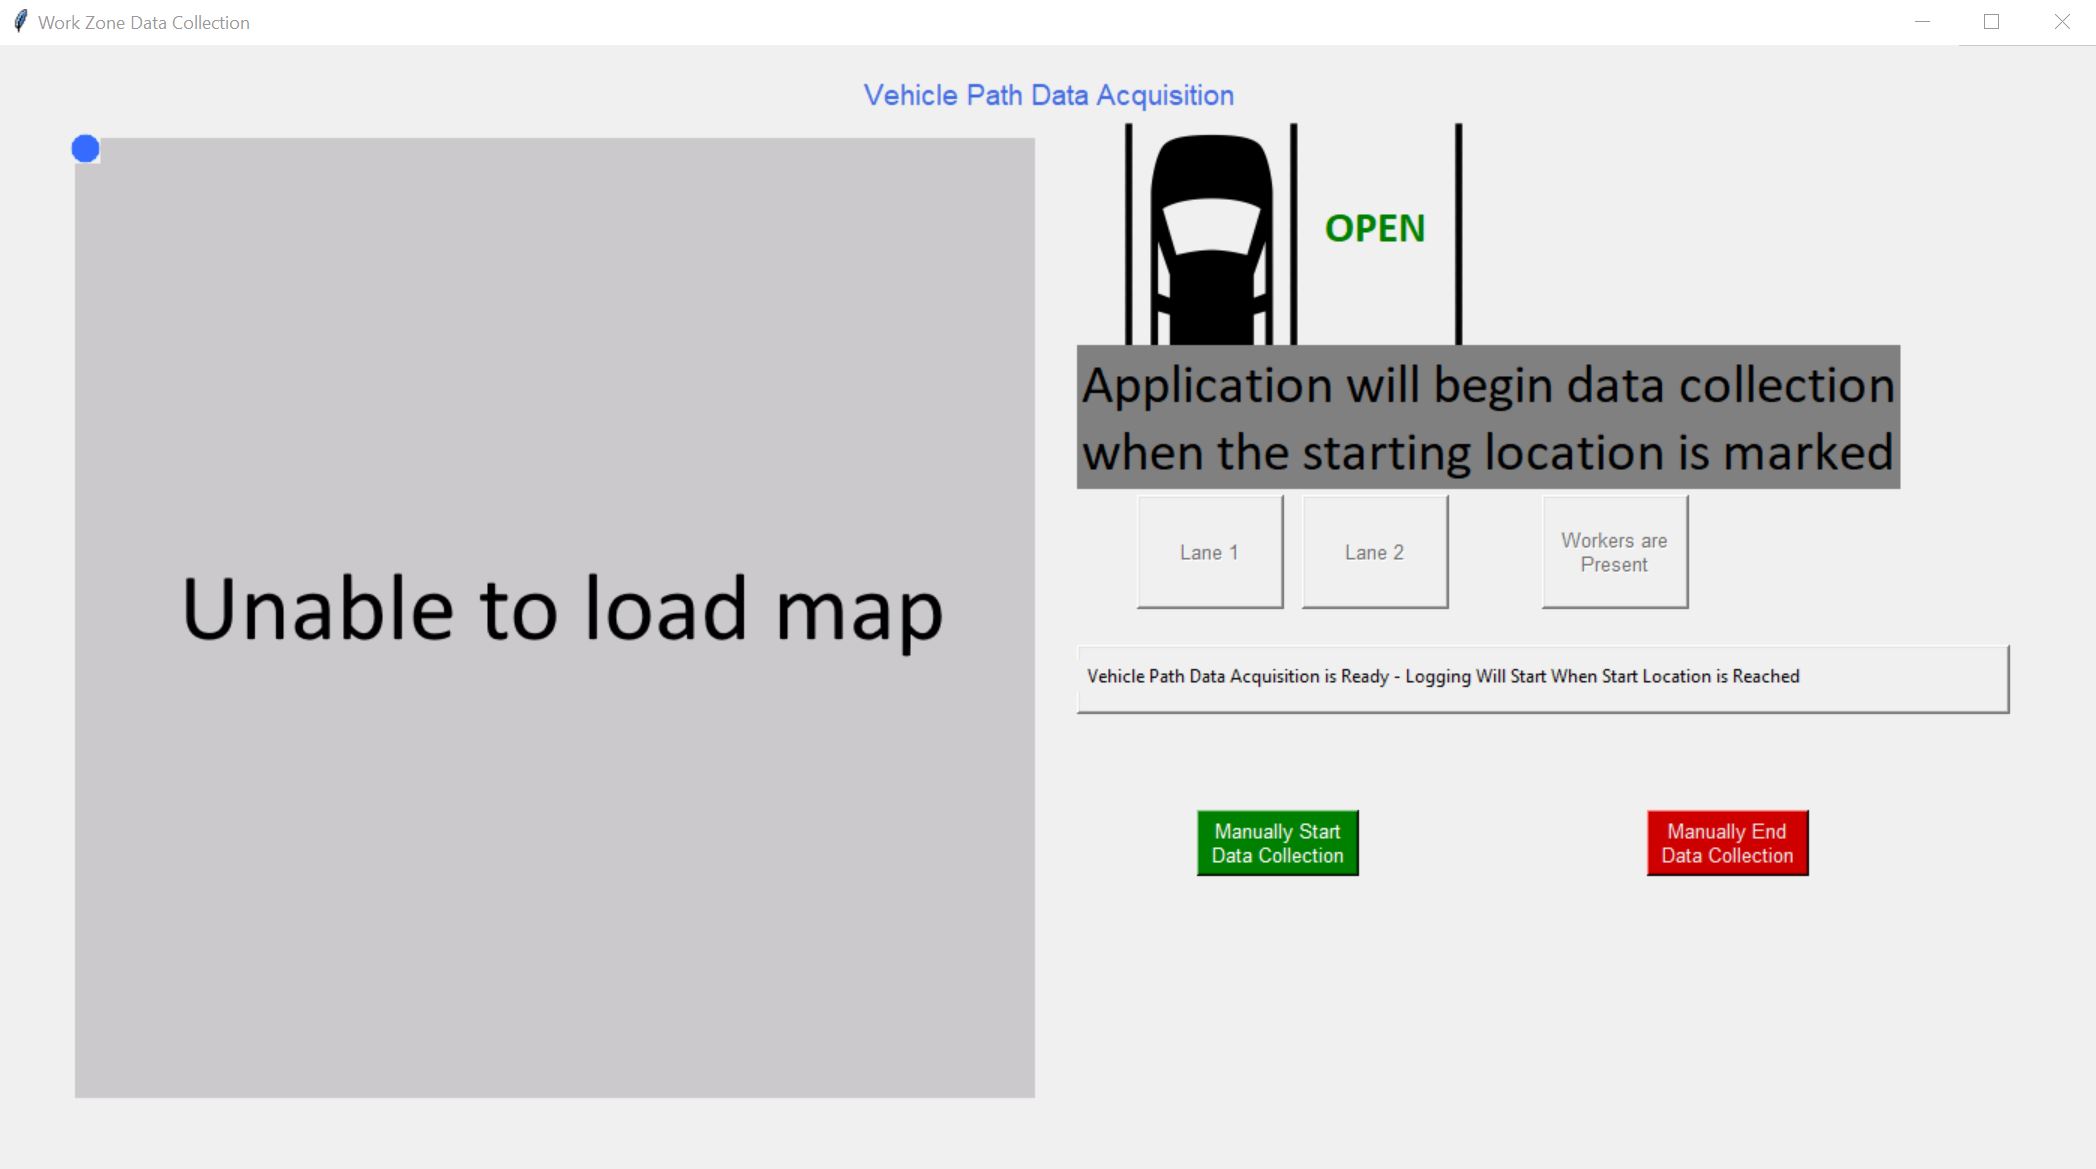 Work Zone Data Collection
Vehicle Path Data Acquisition
Unable to load map
OPEN
Application will begin data collection
when the starting location is marked
Lane 1
Lane 2
Workers are
Present
Vehicle Path Data Acquisition is Ready - Logging Will Start When Start Location is Reached
Manually Start
Data Collection
Manually End
Data Collection